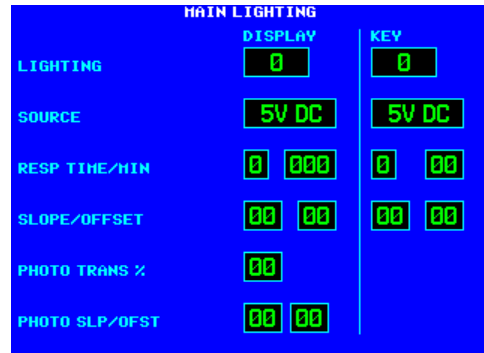 MAIN LIGHTING
DISPLAY KEY
LIGHTING 0 0
SOURCE 5V DC 5V DC
RESP TIME/MIN 0 000 0 00
SLOPE/OFFSET 00 00 00 00
PHOTO TRANS % 00
PHOTO SLP/OFST 00 00